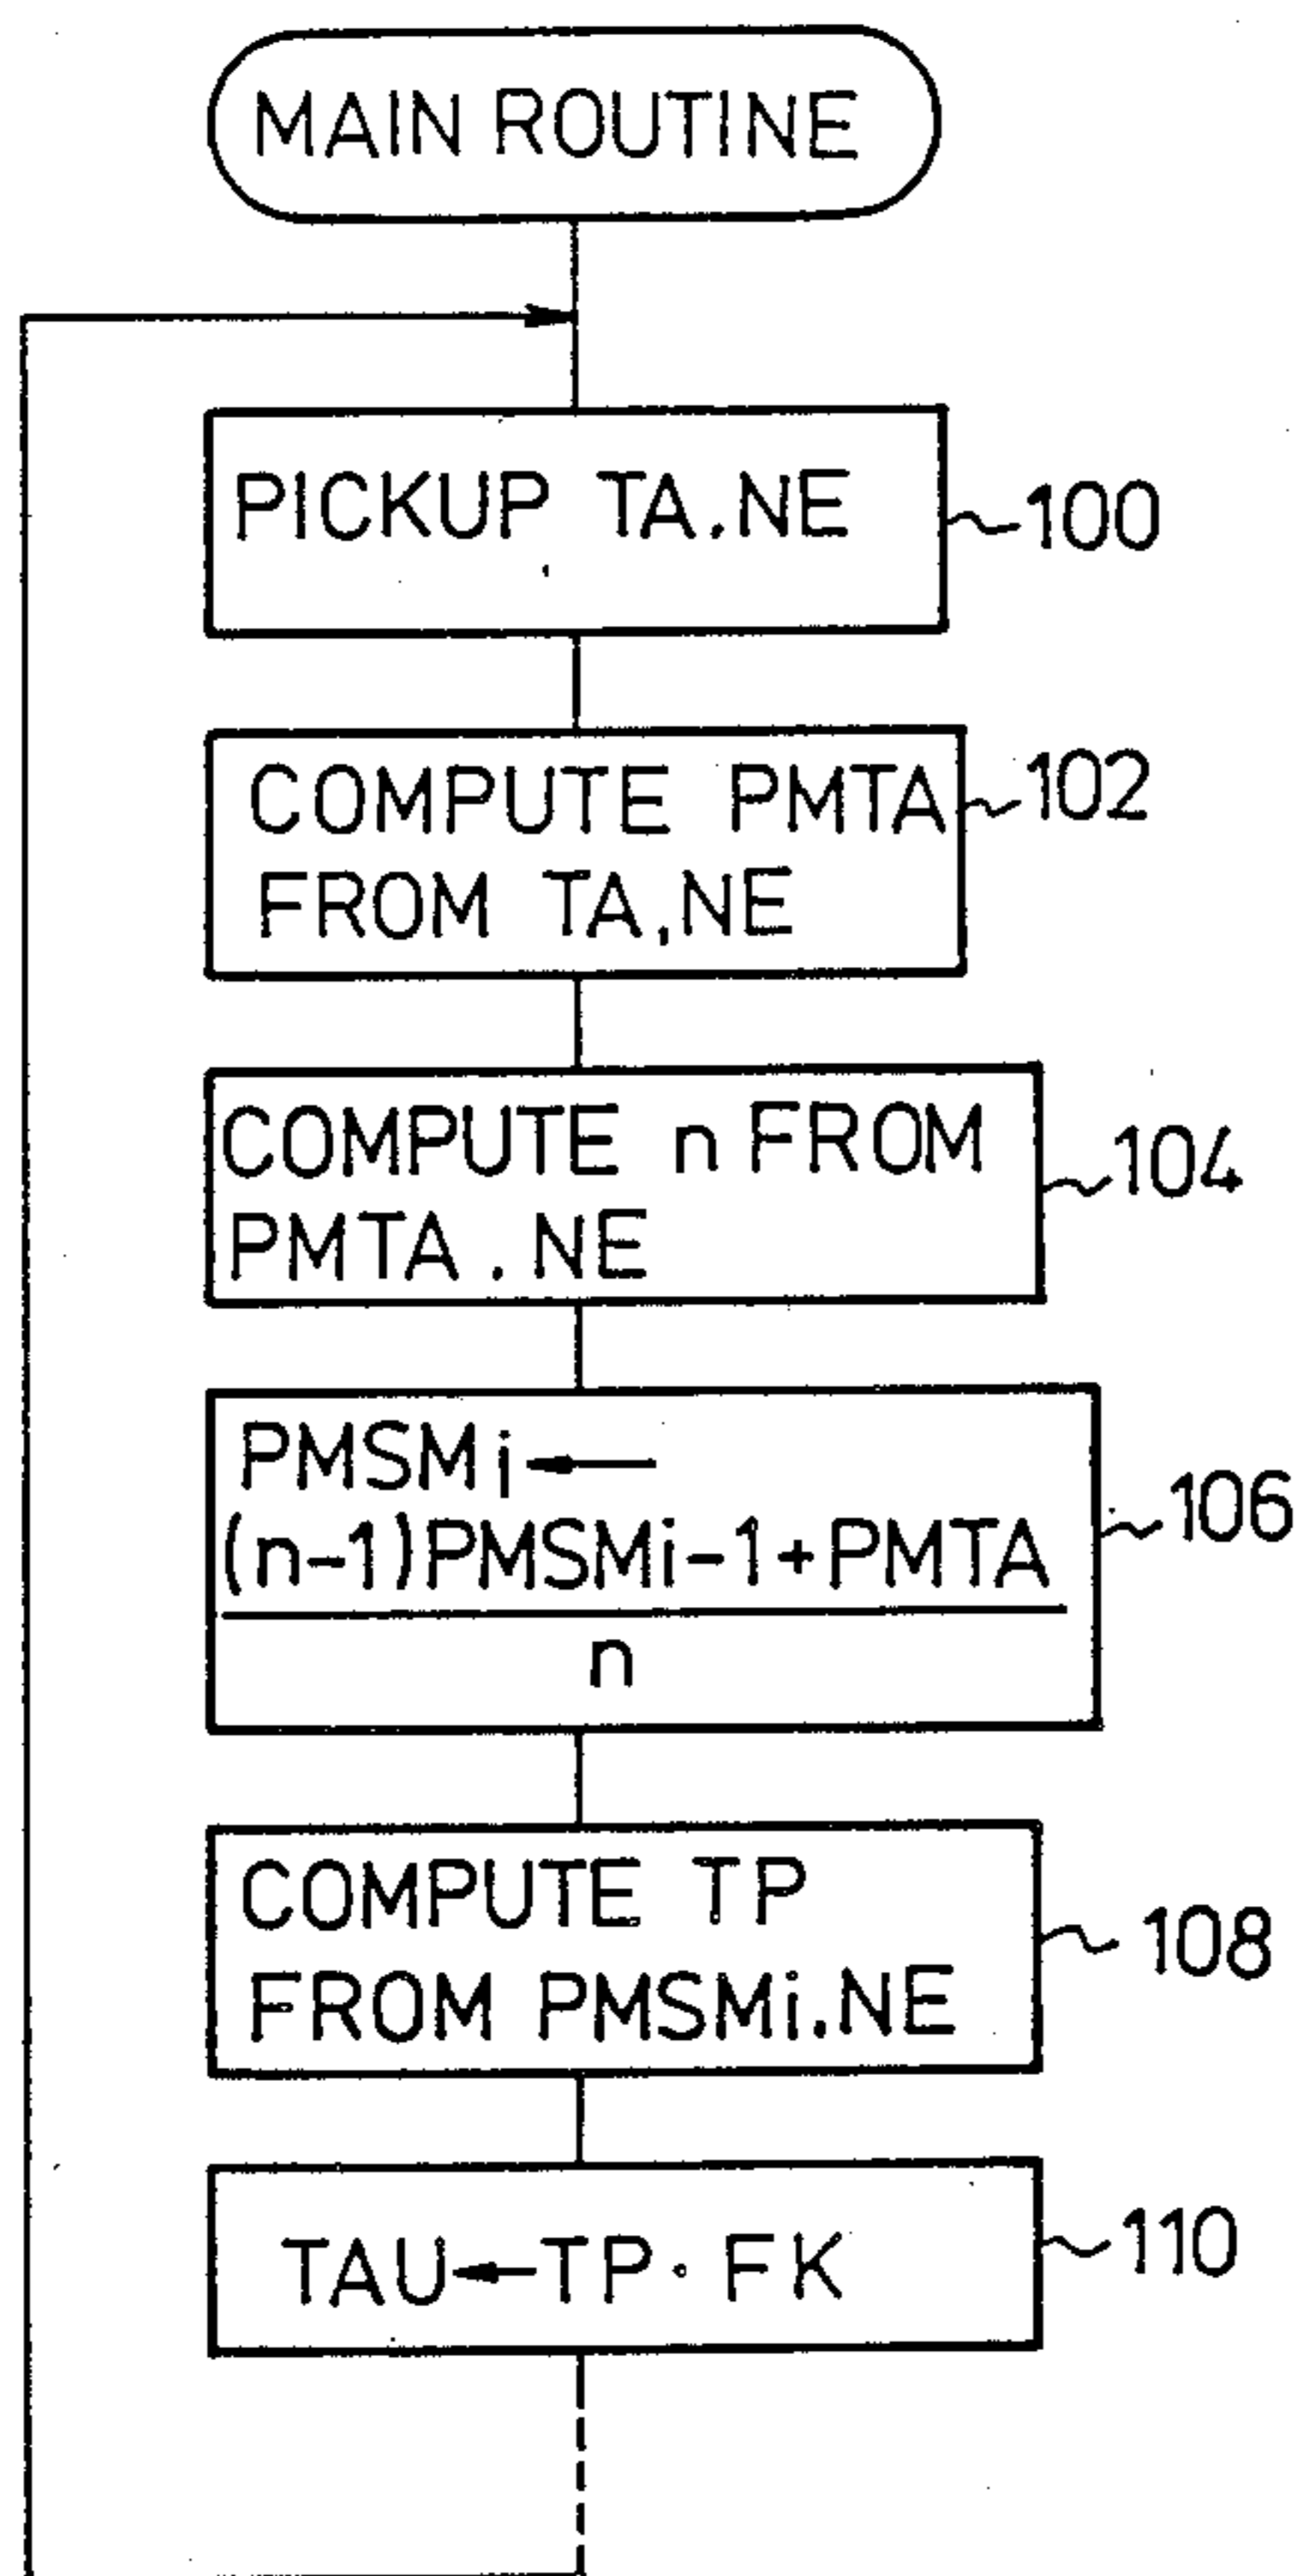 MAIN ROUTINE
PICKUP TA.NE
100
COMPUTE PMTA
FROM TA,NE
102
COMPUTE n FROM
PMTA.NE
104
PMSMi←
(n-1)PMSMi-1+PMTA
n
106
COMPUTE TP
FROM PMSMi.NE
108
TAU←TP·FK
110